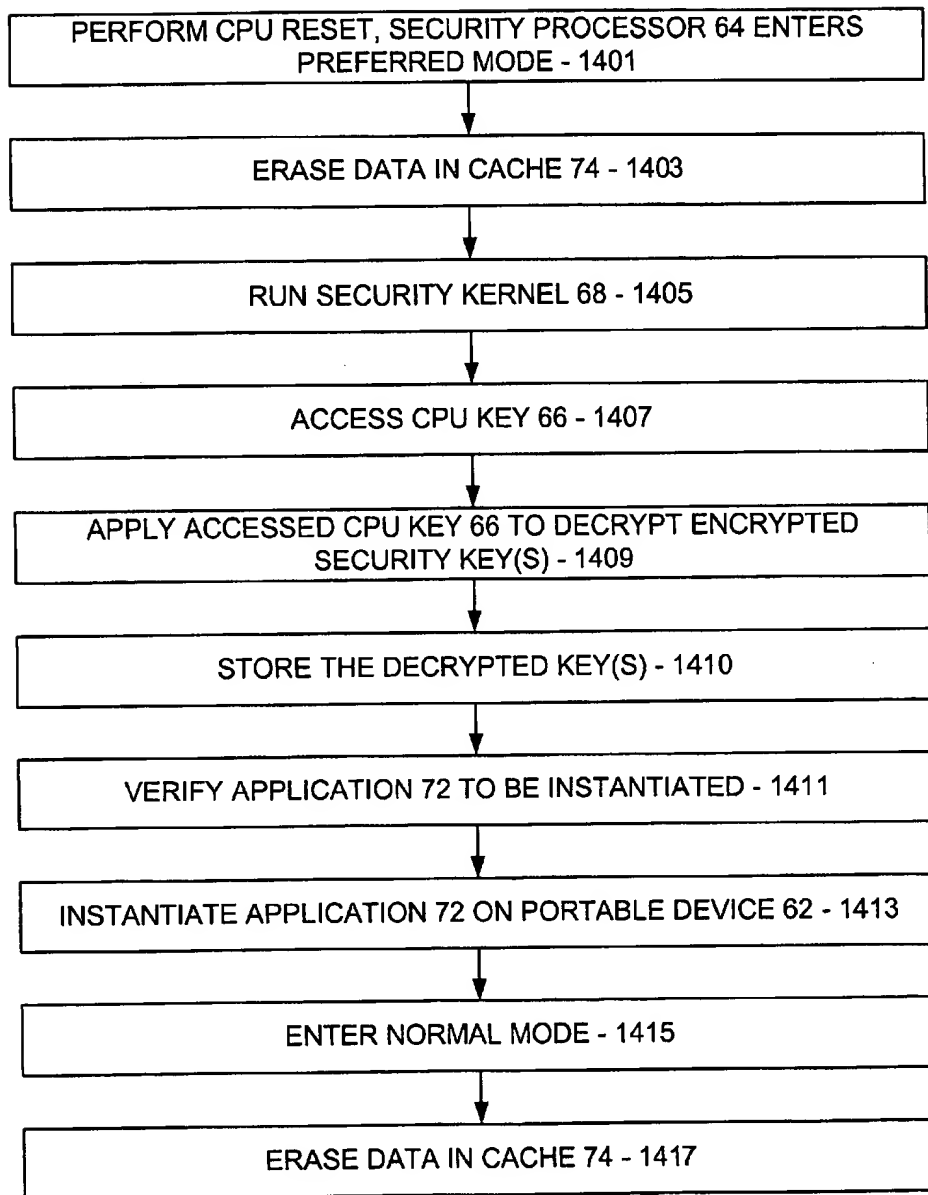 PERFORM CPU RESET, SECURITY PROCESSOR 64 ENTERS
PREFERRED MODE - 1401
ERASE DATA IN CACHE 74 - 1403
RUN SECURITY KERNEL 68 - 1405
ACCESS CPU KEY 66 - 1407
APPLY ACCESSED CPU KEY 66 TO DECRYPT ENCRYPTED
SECURITY KEY(S) - 1409
STORE THE DECRYPTED KEY(S) - 1410
VERIFY APPLICATION 72 TO BE INSTANTIATED - 1411
INSTANTIATE APPLICATION 72 ON PORTABLE DEVICE 62 - 1413
ENTER NORMAL MODE - 1415
ERASE DATA IN CACHE 74 - 1417